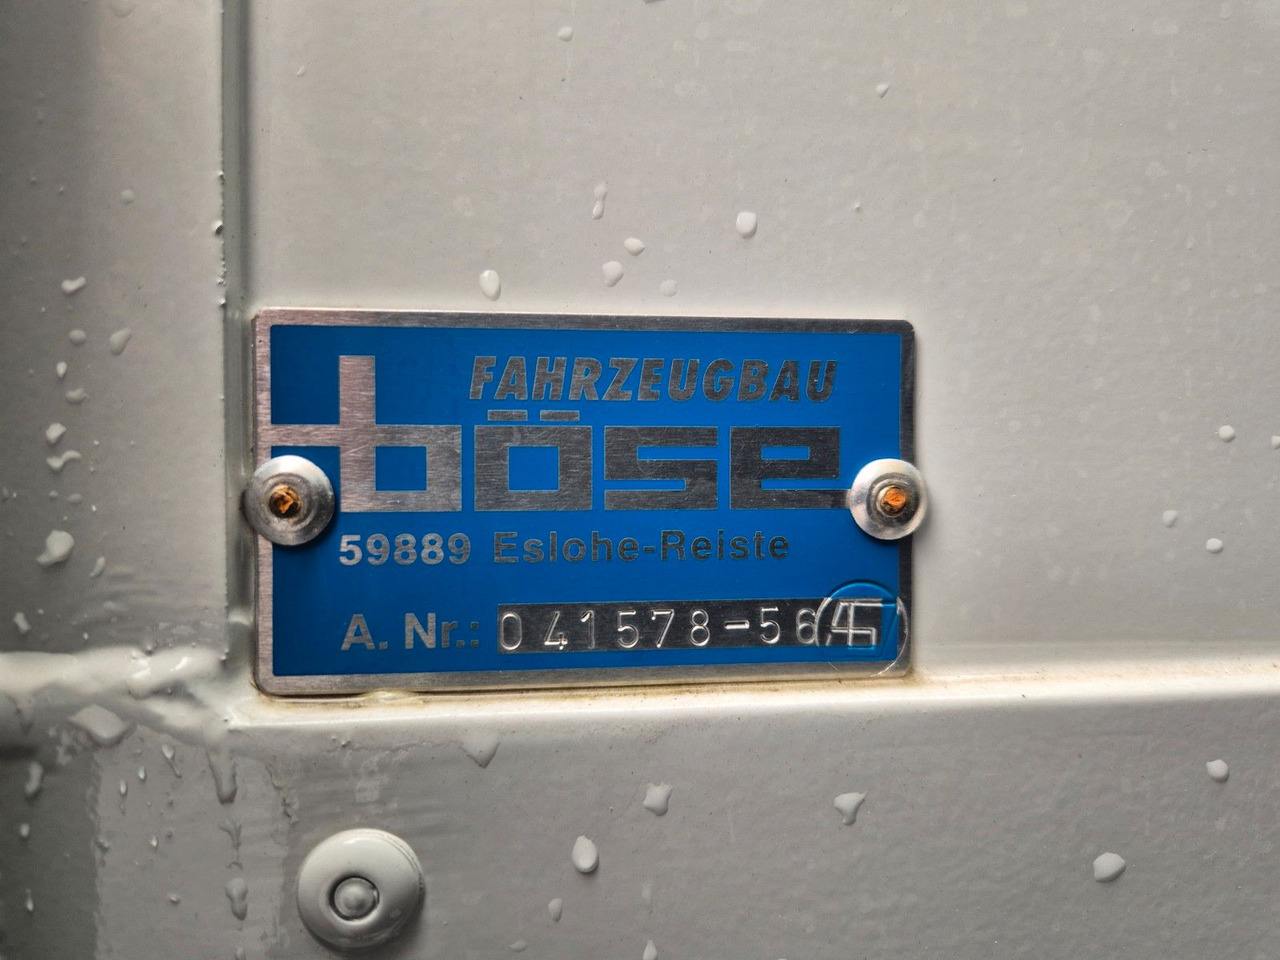 FAHRZEUGBAU
böse
59889 Eslohe-Reiste
A. Nr.: 041578-56